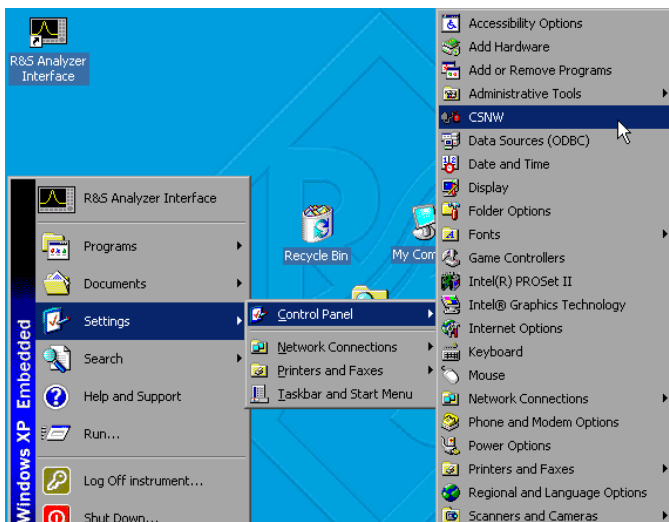 R&S Analyzer
Interface
Recycle Bin
My Com
R&S Analyzer Interface
Programs
Documents
Settings
Search
Help and Support
Run...
Log Off instrument...
Shut Down...
Windows XP Embedded
Control Panel
Network Connections
Printers and Faxes
Taskbar and Start Menu
Accessibility Options
Add Hardware
Add or Remove Programs
Administrative Tools
CSNW
Data Sources (ODBC)
Date and Time
Display
Folder Options
Fonts
Game Controllers
Intel(R) PROSet II
Intel® Graphics Technology
Internet Options
Keyboard
Mouse
Network Connections
Phone and Modem Options
Power Options
Printers and Faxes
Regional and Language Options
Scanners and Cameras